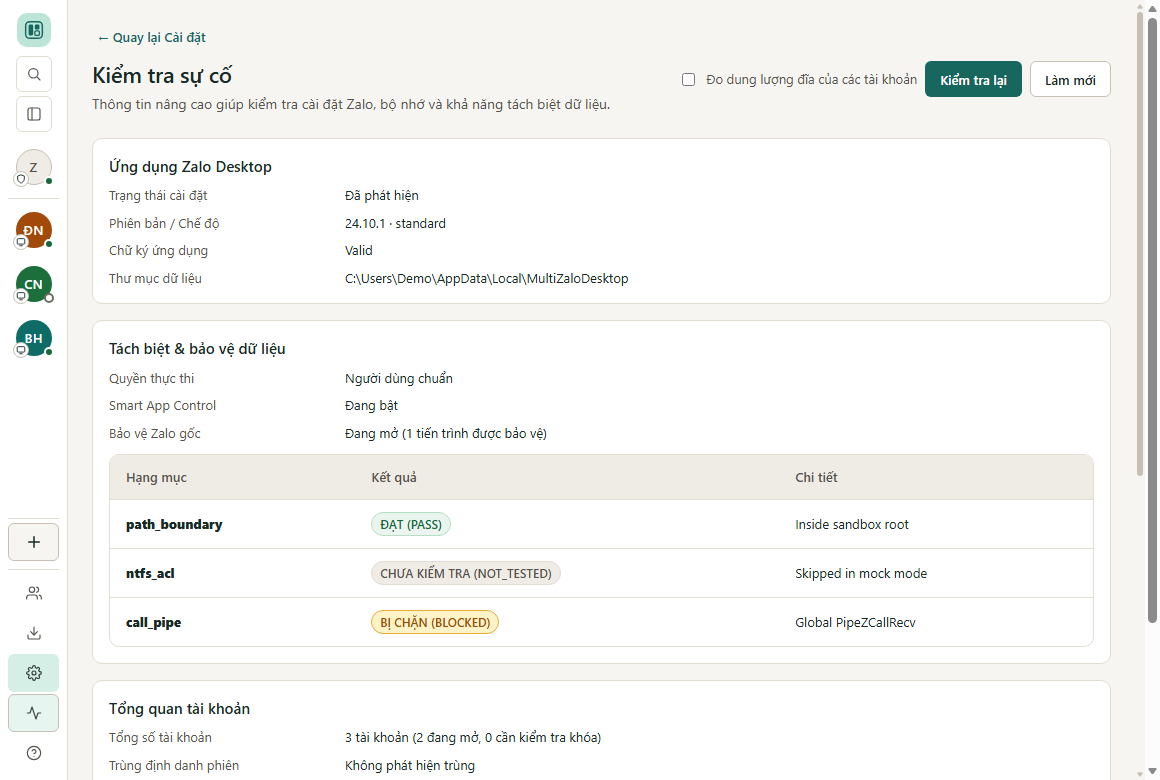 ← Quay lại Cài đặt
Kiểm tra sự cố
Thông tin nâng cao giúp kiểm tra cài đặt Zalo, bộ nhớ và khả năng tách biệt dữ liệu.
Đo dung lượng đĩa của các tài khoản
Kiểm tra lại
Làm mới
Z
ĐN
CN
BH
Ứng dụng Zalo Desktop
Trạng thái cài đặt Đã phát hiện
Phiên bản / Chế độ 24.10.1 · standard
Chữ ký ứng dụng Valid
Thư mục dữ liệu C:\Users\Demo\AppData\Local\MultiZaloDesktop
Tách biệt & bảo vệ dữ liệu
Quyền thực thi Người dùng chuẩn
Smart App Control Đang bật
Bảo vệ Zalo gốc Đang mở (1 tiến trình được bảo vệ)
Hạng mục Kết quả Chi tiết
path_boundary ĐẠT (PASS) Inside sandbox root
ntfs_acl CHƯA KIỂM TRA (NOT_TESTED) Skipped in mock mode
call_pipe BỊ CHẶN (BLOCKED) Global PipeZCallRecv
Tổng quan tài khoản
Tổng số tài khoản 3 tài khoản (2 đang mở, 0 cần kiểm tra khóa)
Trùng định danh phiên Không phát hiện trùng